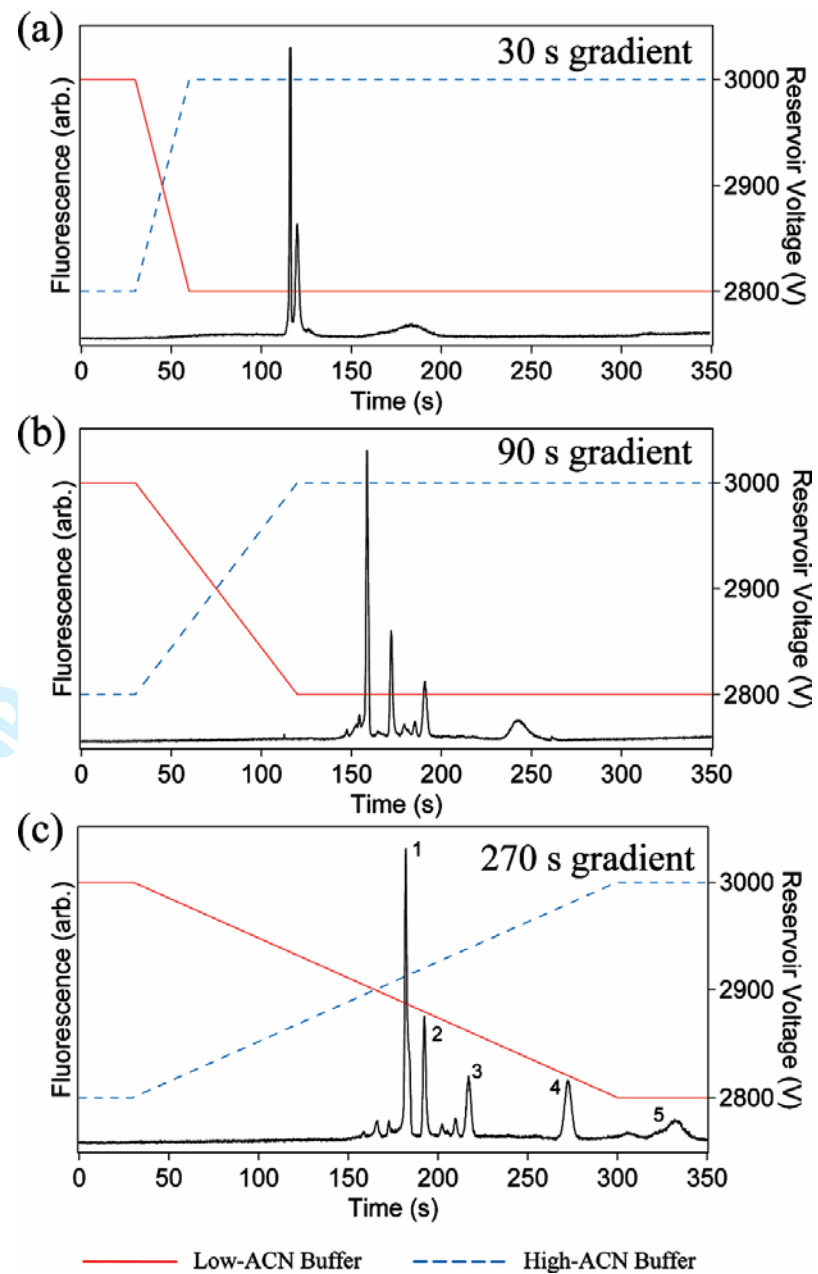 (a)
30 s gradient
Fluorescence (arb.)
3000
2900
2800
Reservoir Voltage (V)
0 50 100 150 200 250 300 350
Time (s)
(b)
90 s gradient
Fluorescence (arb.)
3000
2900
2800
Reservoir Voltage (V)
0 50 100 150 200 250 300 350
Time (s)
(c)
270 s gradient
Fluorescence (arb.)
1
2
3
4
5
3000
2900
2800
Reservoir Voltage (V)
0 50 100 150 200 250 300 350
Time (s)
Low-ACN Buffer High-ACN Buffer